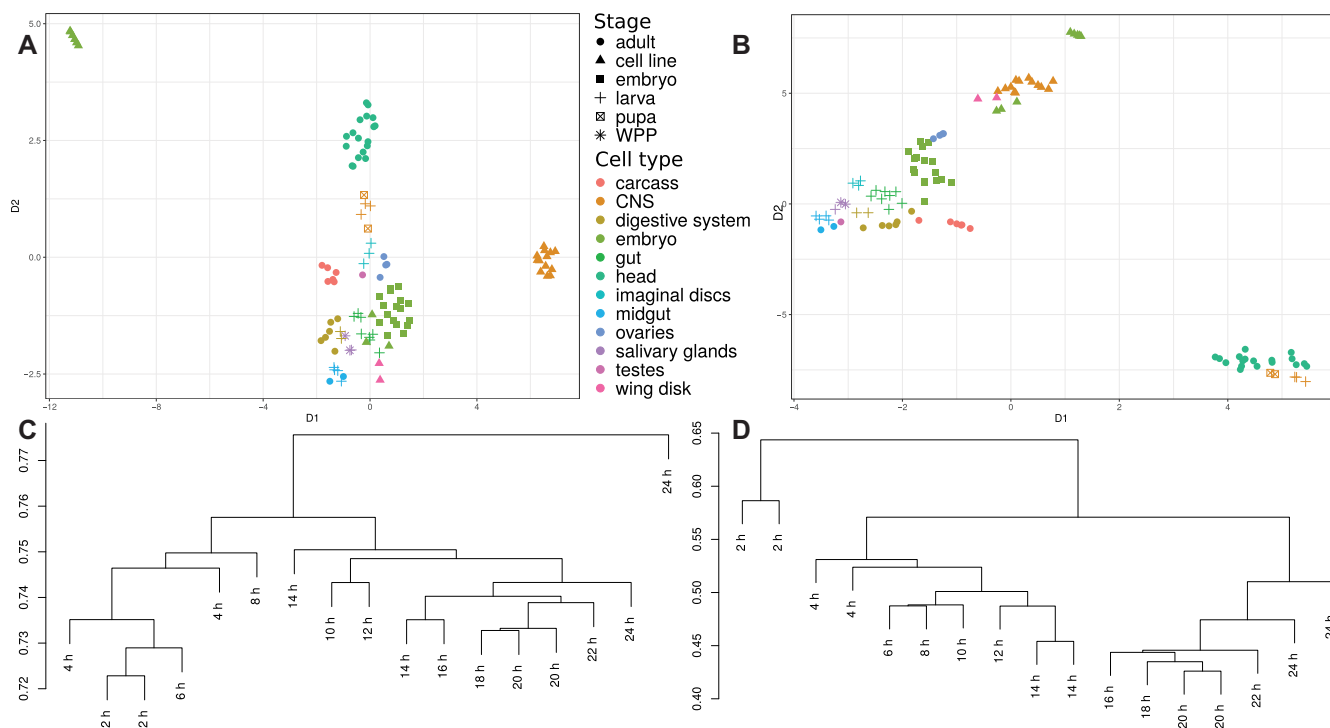 A
5.0
2.5
0.0
−2.5
D2
−12
−8
−4
0
4
D1
Stage
adult
cell line
embryo
larva
pupa
WPP
Cell type
carcass
CNS
digestive system
embryo
gut
head
imaginal discs
midgut
ovaries
salivary glands
testes
wing disk
B
5
0
−5
D2
−4
−2
0
2
4
D1
C
0.77
0.76
0.75
0.74
0.73
0.72
4 h
2 h
2 h
6 h
4 h
8 h
14 h
10 h
12 h
14 h
16 h
18 h
20 h
20 h
22 h
24 h
24 h
D
0.65
0.60
0.55
0.50
0.45
0.40
2 h
2 h
4 h
4 h
6 h
8 h
10 h
12 h
14 h
14 h
16 h
18 h
20 h
20 h
22 h
24 h
24 h